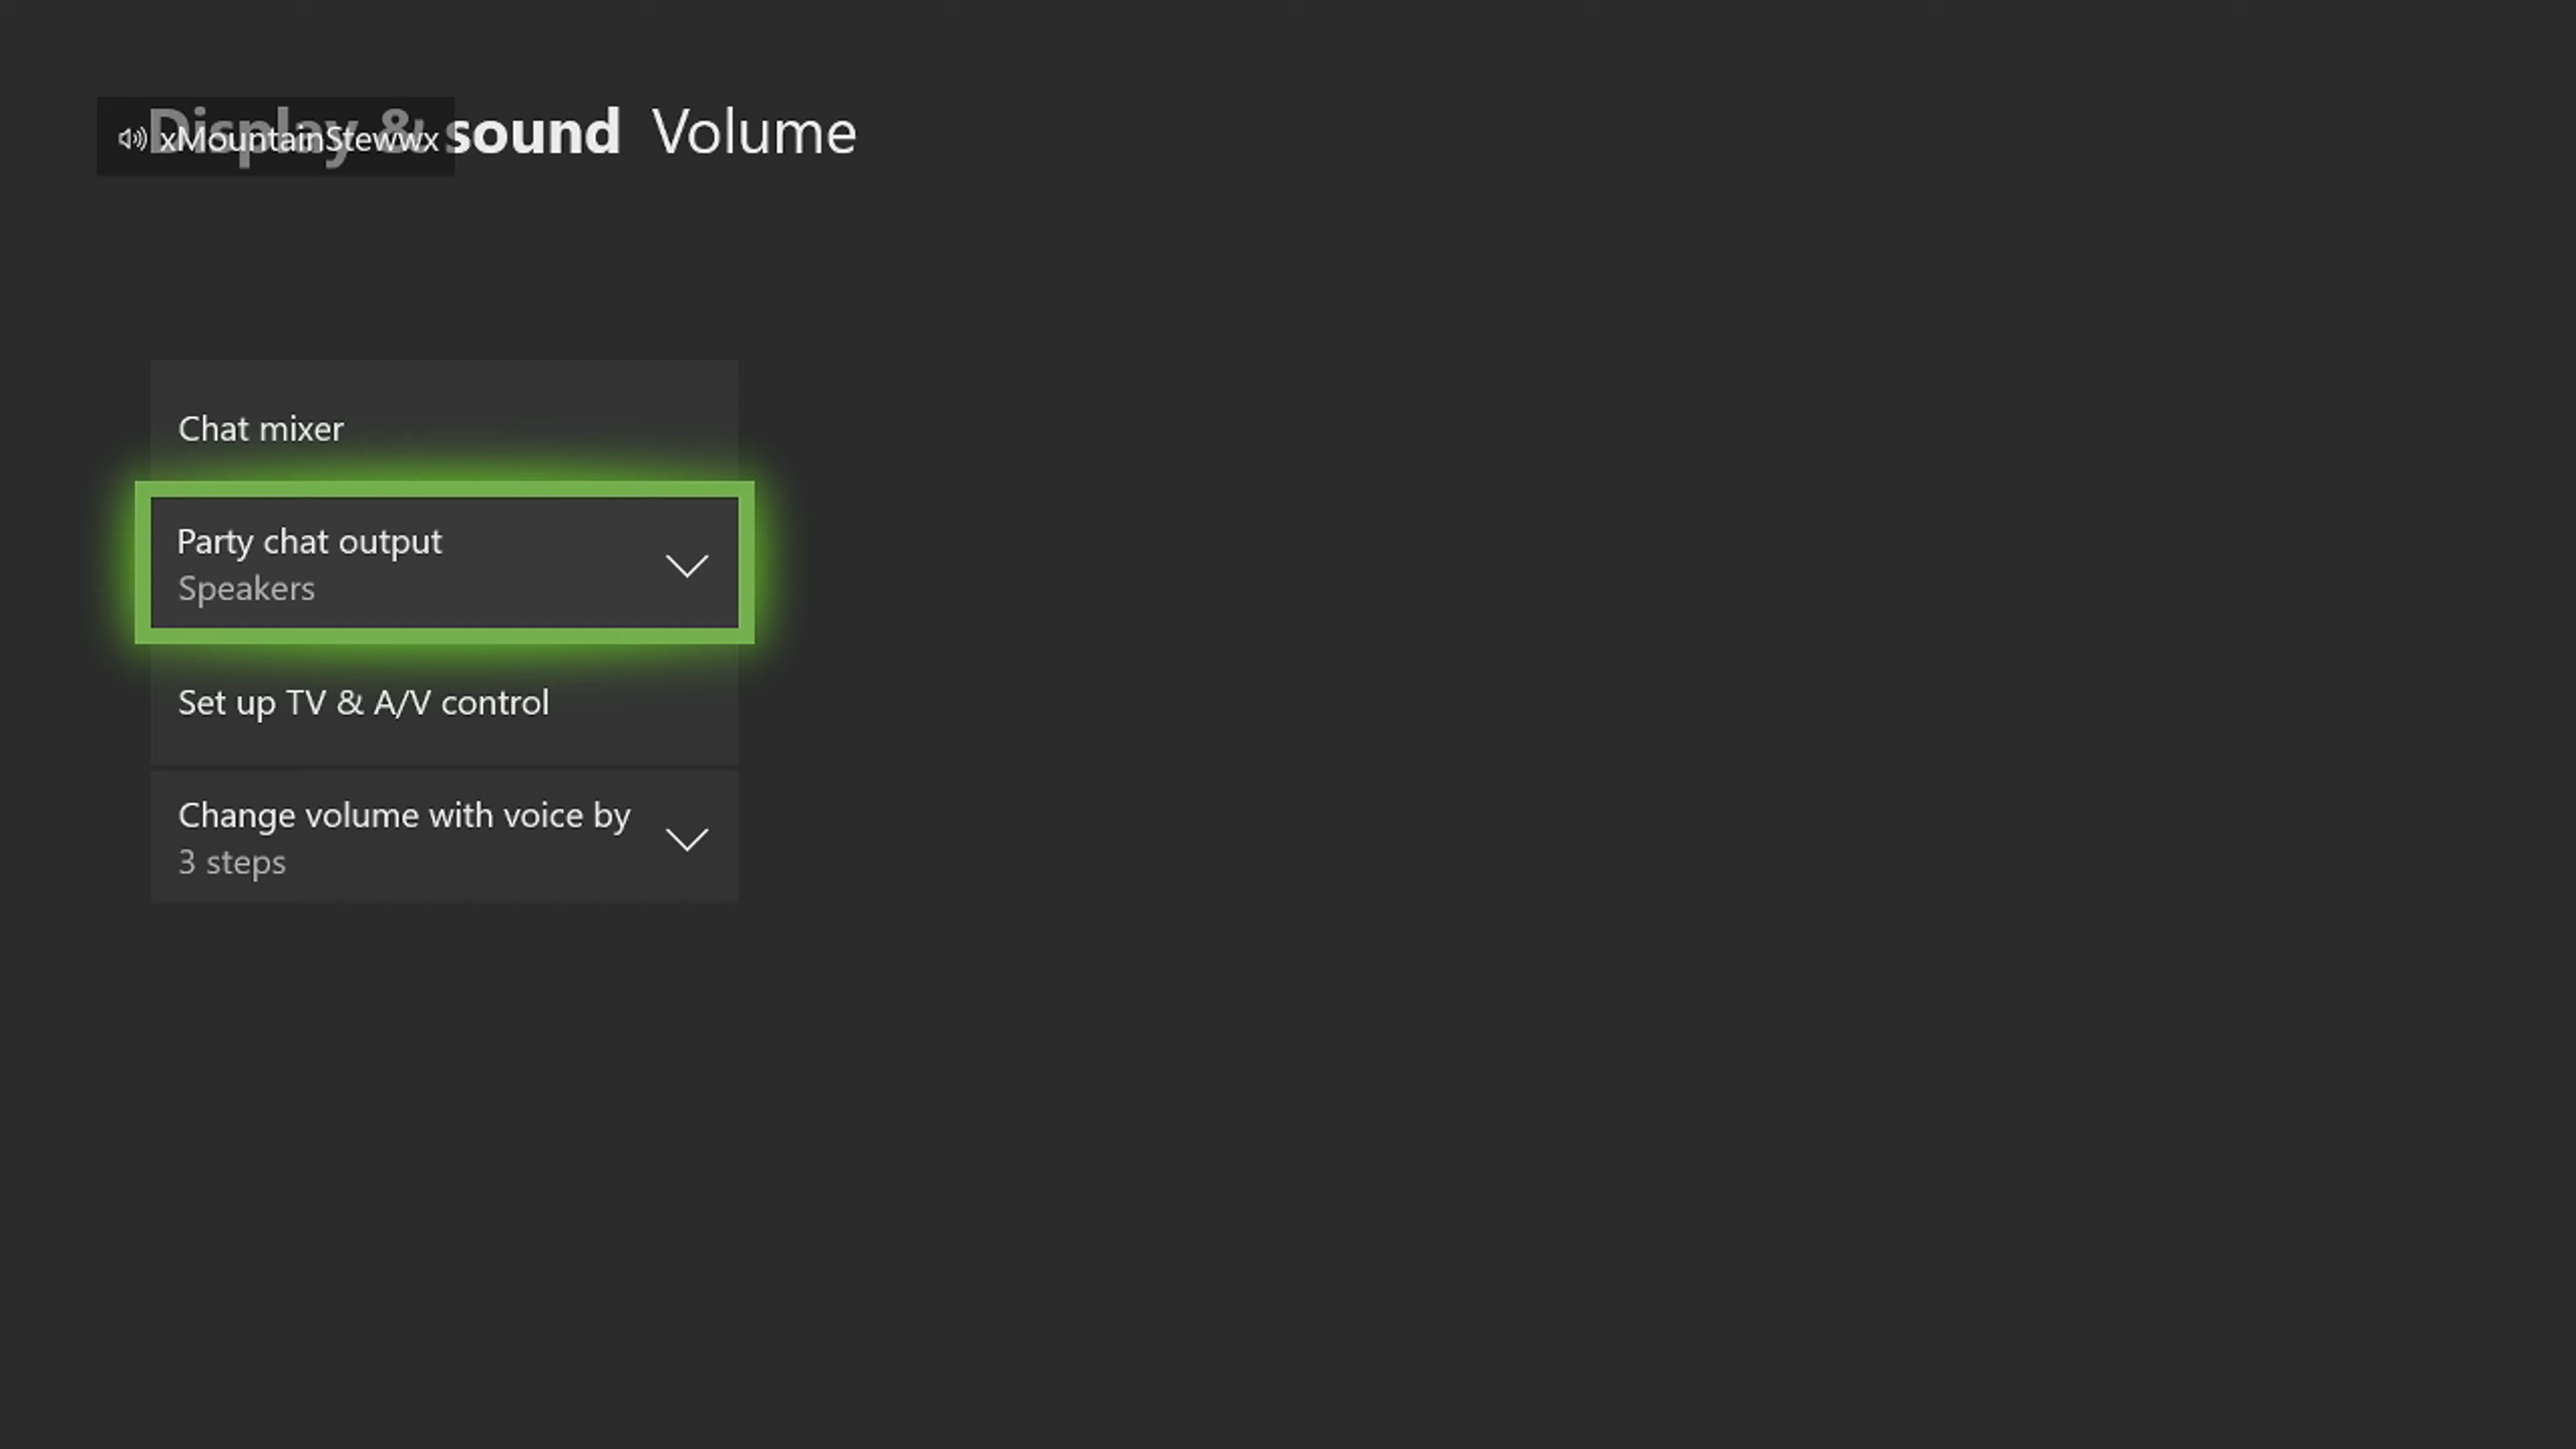 Display & sound Volume
xMountainStewwx
Chat mixer
Party chat output
Speakers
Set up TV & A/V control
Change volume with voice by
3 steps